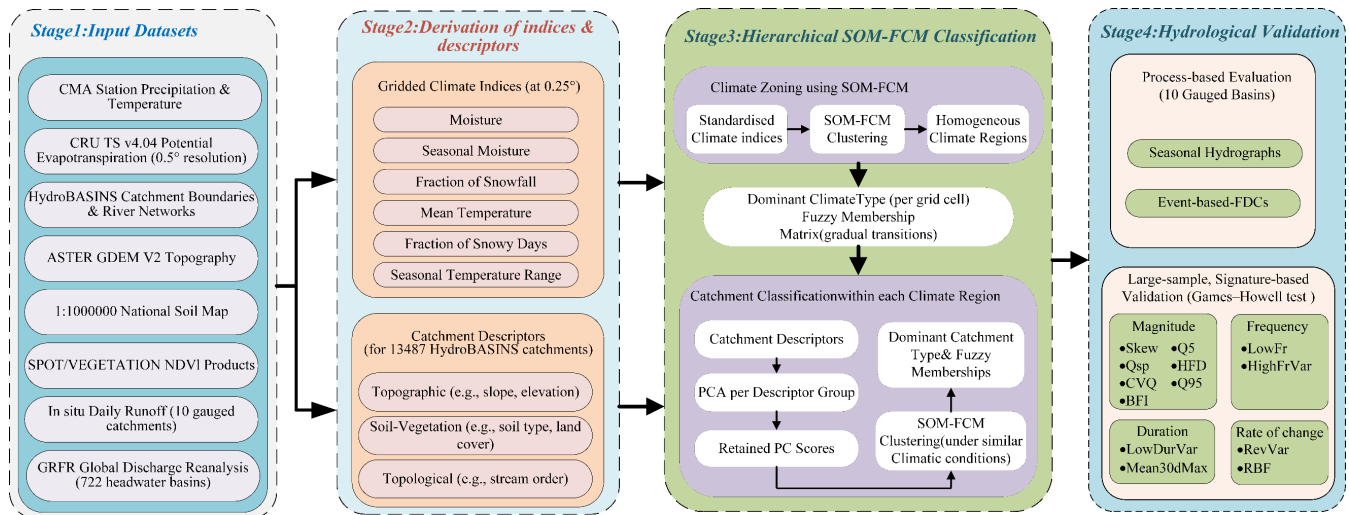 Stage1:Input Datasets
CMA Station Precipitation &
Temperature
CRU TS v4.04 Potential
Evapotranspiration (0.5° resolution)
HydroBASINS Catchment Boundaries
& River Networks
ASTER GDEM V2 Topography
1:1000000 National Soil Map
SPOT/VEGETATION NDVI Products
In situ Daily Runoff (10 gauged
catchments)
GRFR Global Discharge Reanalysis
(722 headwater basins)
Stage2:Derivation of indices &
descriptors
Gridded Climate Indices (at 0.25°)
Moisture
Seasonal Moisture
Fraction of Snowfall
Mean Temperature
Fraction of Snowy Days
Seasonal Temperature Range
Catchment Descriptors
(for 13487 HydroBASINS catchments)
Topographic (e.g., slope, elevation)
Soil-Vegetation (e.g., soil type, land
cover)
Topological (e.g., stream order)
Stage3:Hierarchical SOM-FCM Classification
Climate Zoning using SOM-FCM
Standardised
Climate indices
SOM-FCM
Clustering
Homogeneous
Climate Regions
Dominant ClimateType (per grid cell)
Fuzzy Membership
Matrix(gradual transitions)
Catchment Classificationwithin each Climate Region
Catchment Descriptors
PCA per Descriptor Group
Retained PC Scores
SOM-FCM
Clustering(under similar
Climatic conditions)
Dominant Catchment
Type& Fuzzy
Memberships
Stage4:Hydrological Validation
Process-based Evaluation
(10 Gauged Basins)
Seasonal Hydrographs
Event-based-FDCs
Large-sample, Signature-based
Validation (Games–Howell test )
Magnitude
●Skew ●Q5
●Qsp ●HFD
●CVQ ●Q95
●BFI
Frequency
●LowFr
●HighFrVar
Duration
●LowDurVar
●Mean30dMax
Rate of change
●RevVar
●RBF